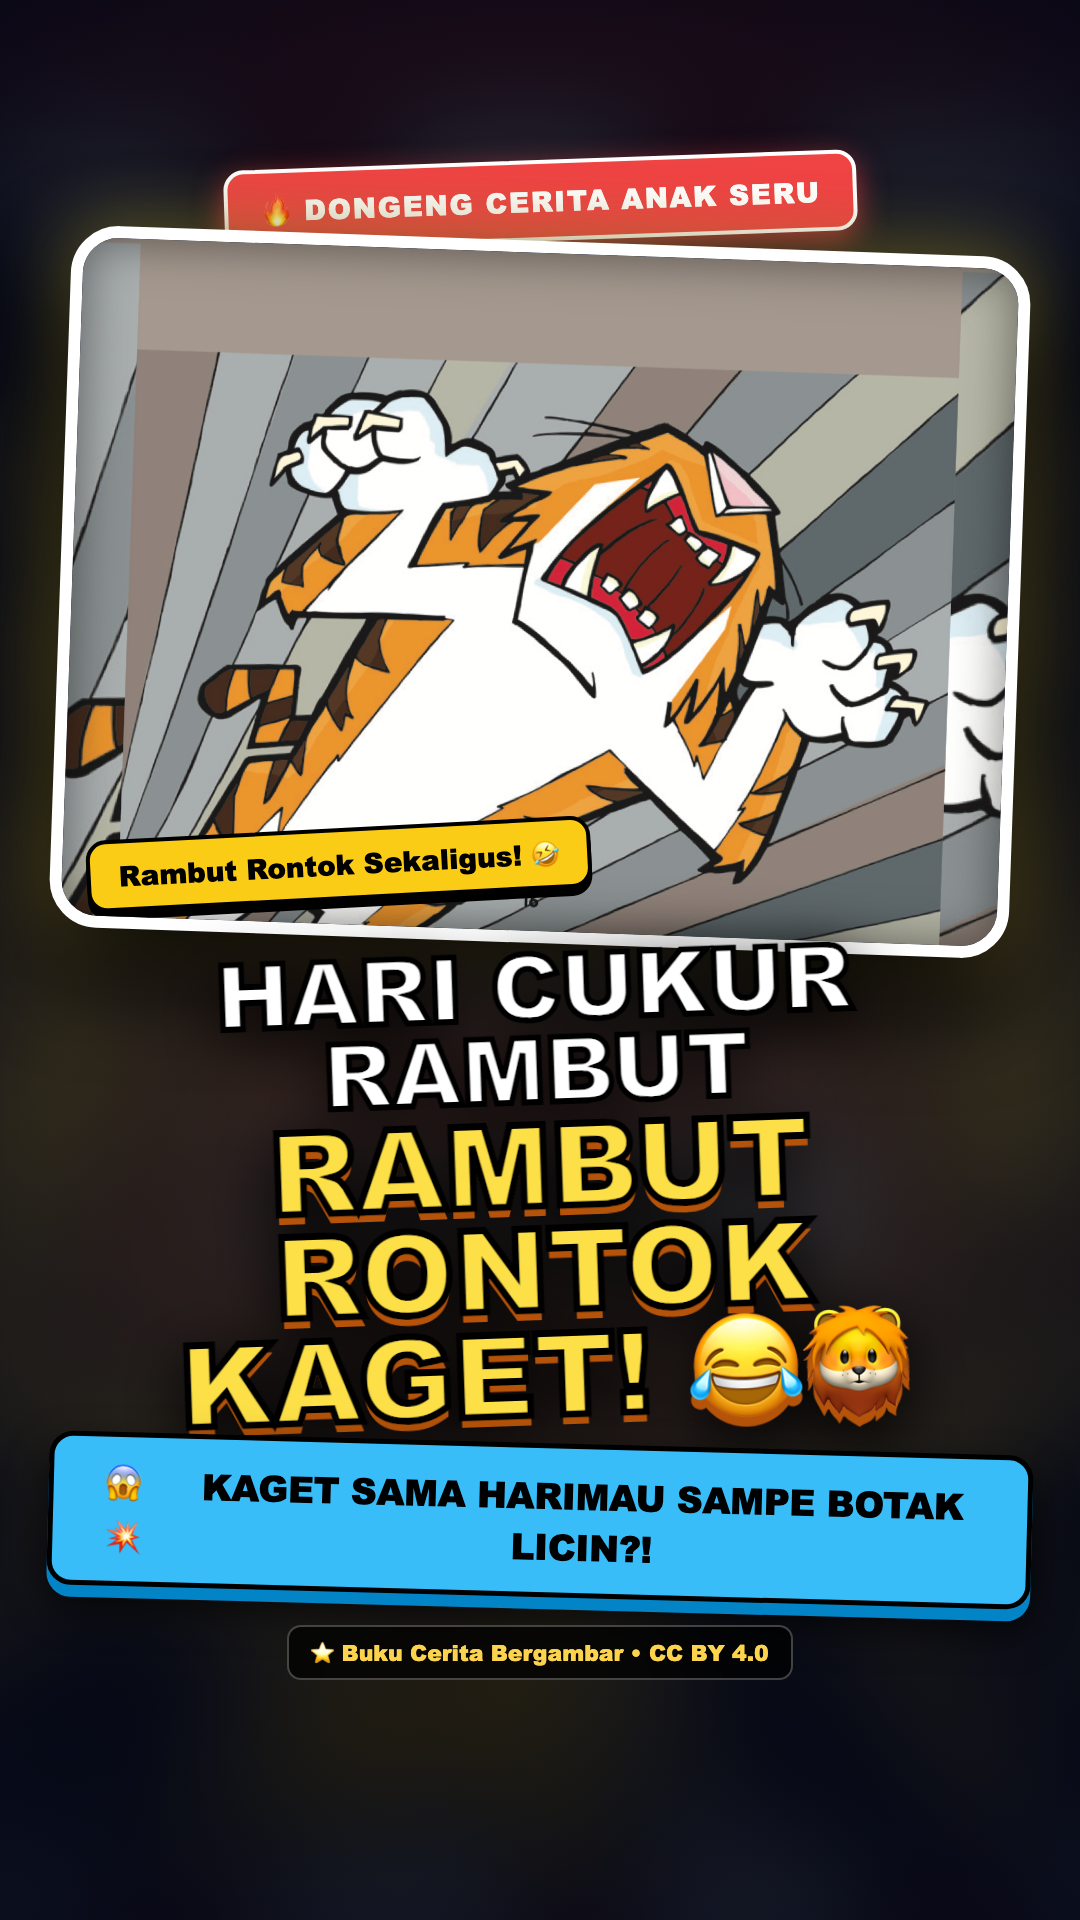 🔥 DONGENG CERITA ANAK SERU
Rambut Rontok Sekaligus! 🤣
16
HARI CUKUR
RAMBUT
RAMBUT
RONTOK
KAGET! 😂🦁
😱 KAGET SAMA HARIMAU SAMPE BOTAK
💥 LICIN?!
⭐ Buku Cerita Bergambar • CC BY 4.0